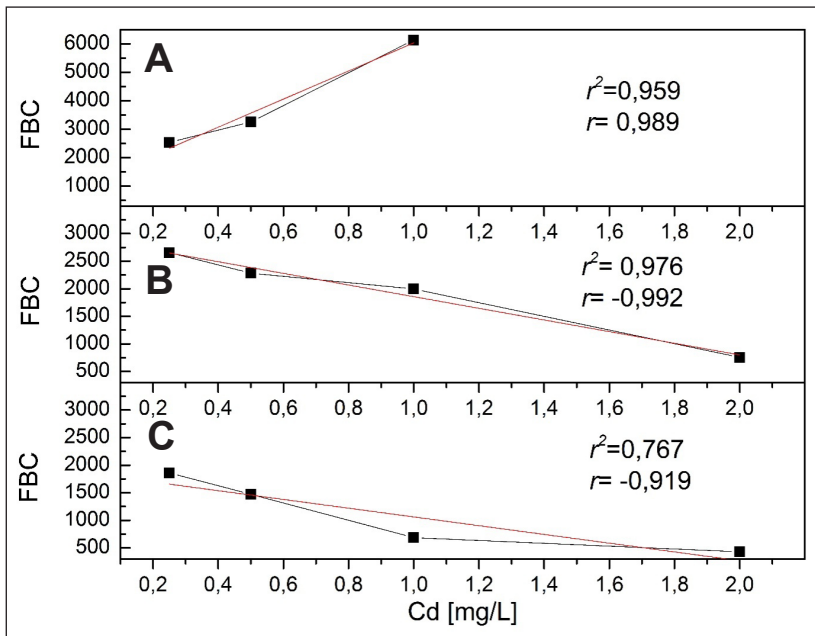 A
FBC
6000
5000
4000
3000
2000
1000
r²=0,959
r= 0,989
0,2 0,4 0,6 0,8 1,0 1,2 1,4 1,6 1,8 2,0
B
FBC
3000
2500
2000
1500
1000
500
r²= 0,976
r= -0,992
0,2 0,4 0,6 0,8 1,0 1,2 1,4 1,6 1,8 2,0
C
FBC
3000
2500
2000
1500
1000
500
r²=0,767
r= -0,919
0,2 0,4 0,6 0,8 1,0 1,2 1,4 1,6 1,8 2,0
Cd [mg/L]